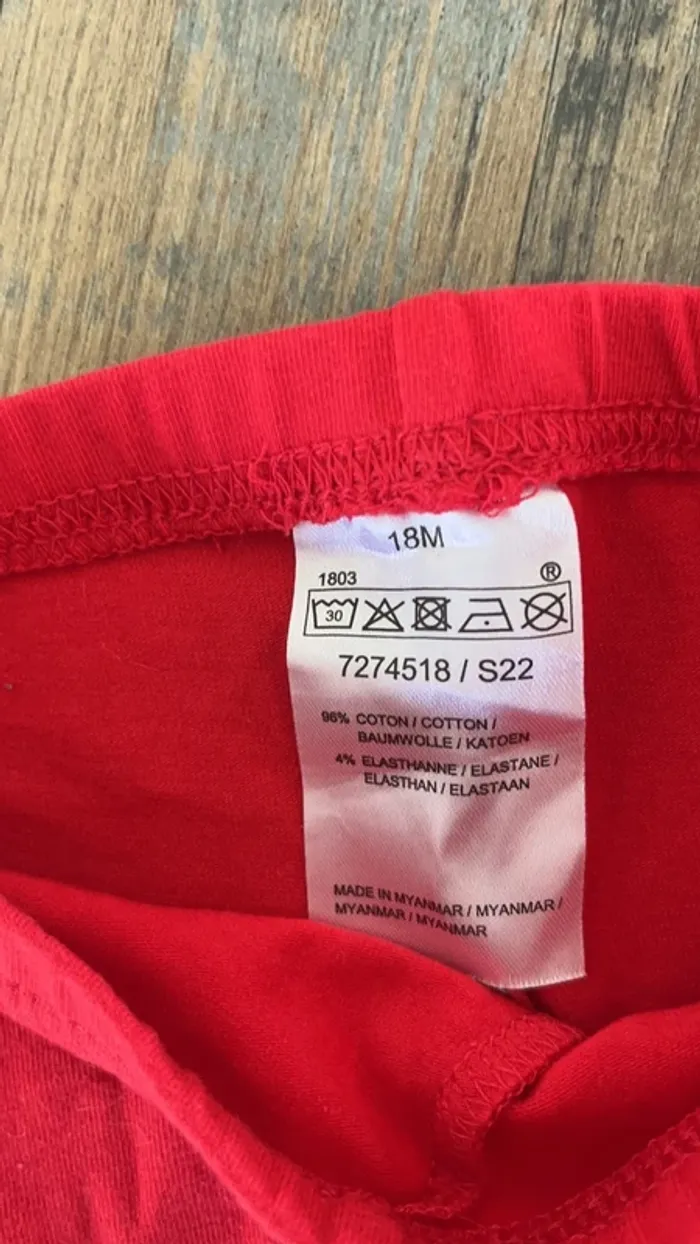 18M
1803 ®
30
7274518 / S22
96% COTON / COTTON /
BAUMWOLLE / KATOEN
4% ELASTHANNE / ELASTANE /
ELASTHAN / ELASTAAN
MADE IN MYANMAR / MYANMAR /
MYANMAR / MYANMAR